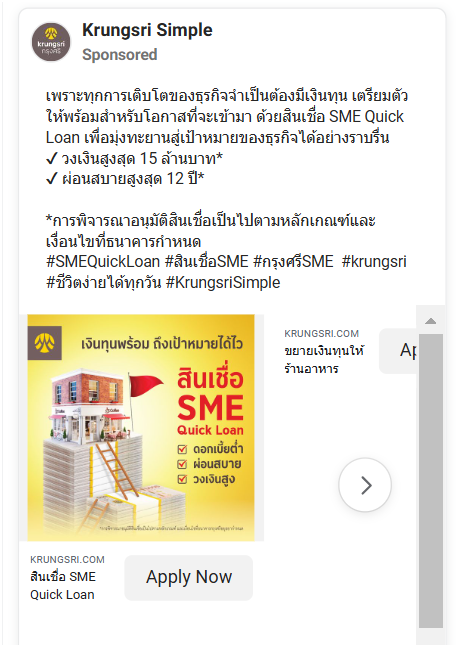 Krungsri Simple
Sponsored
krungsri
กรุงศรี
เพราะทุกการเติบโตของธุรกิจจำเป็นต้องมีเงินทุน เตรียมตัว
ให้พร้อมสำหรับโอกาสที่จะเข้ามา ด้วยสินเชื่อ SME Quick
Loan เพื่อมุ่งทะยานสู่เป้าหมายของธุรกิจได้อย่างราบรื่น
✓ วงเงินสูงสุด 15 ล้านบาท*
✓ ผ่อนสบายสูงสุด 12 ปี*
*การพิจารณาอนุมัติสินเชื่อเป็นไปตามหลักเกณฑ์และ
เงื่อนไขที่ธนาคารกำหนด
#SMEQuickLoan #สินเชื่อSME #กรุงศรีSME #krungsri
#ชีวิตง่ายได้ทุกวัน #KrungsriSimple
เงินทุนพร้อม ถึงเป้าหมายได้ไว
สินเชื่อ
SME
Quick Loan
ดอกเบี้ยต่ำ
ผ่อนสบาย
วงเงินสูง
KRUNGSRI.COM
สินเชื่อ SME
Quick Loan
Apply Now
KRUNGSRI.COM
ขยายเงินทุนให้
ร้านอาหาร
Ap